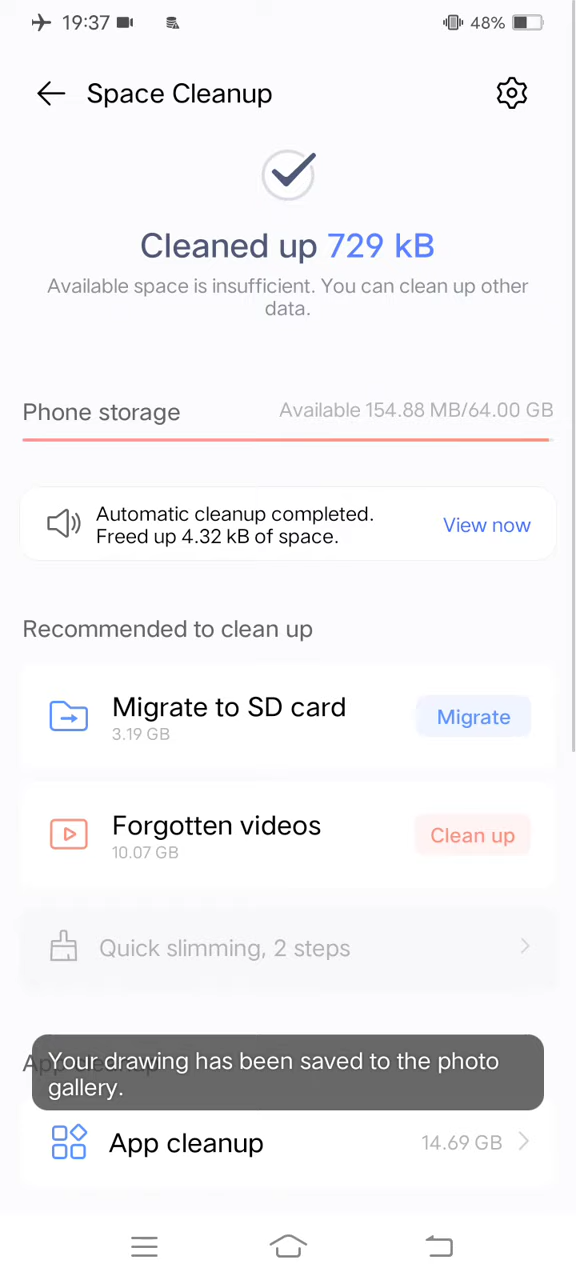 19:37
48%
Space Cleanup
Cleaned up 729 kB
Available space is insufficient. You can clean up other
data.
Phone storage
Available 154.88 MB/64.00 GB
Automatic cleanup completed.
Freed up 4.32 kB of space.
View now
Recommended to clean up
Migrate to SD card
3.19 GB
Migrate
Forgotten videos
10.07 GB
Clean up
Quick slimming, 2 steps
App cleanup
Your drawing has been saved to the photo
gallery.
App cleanup
14.69 GB